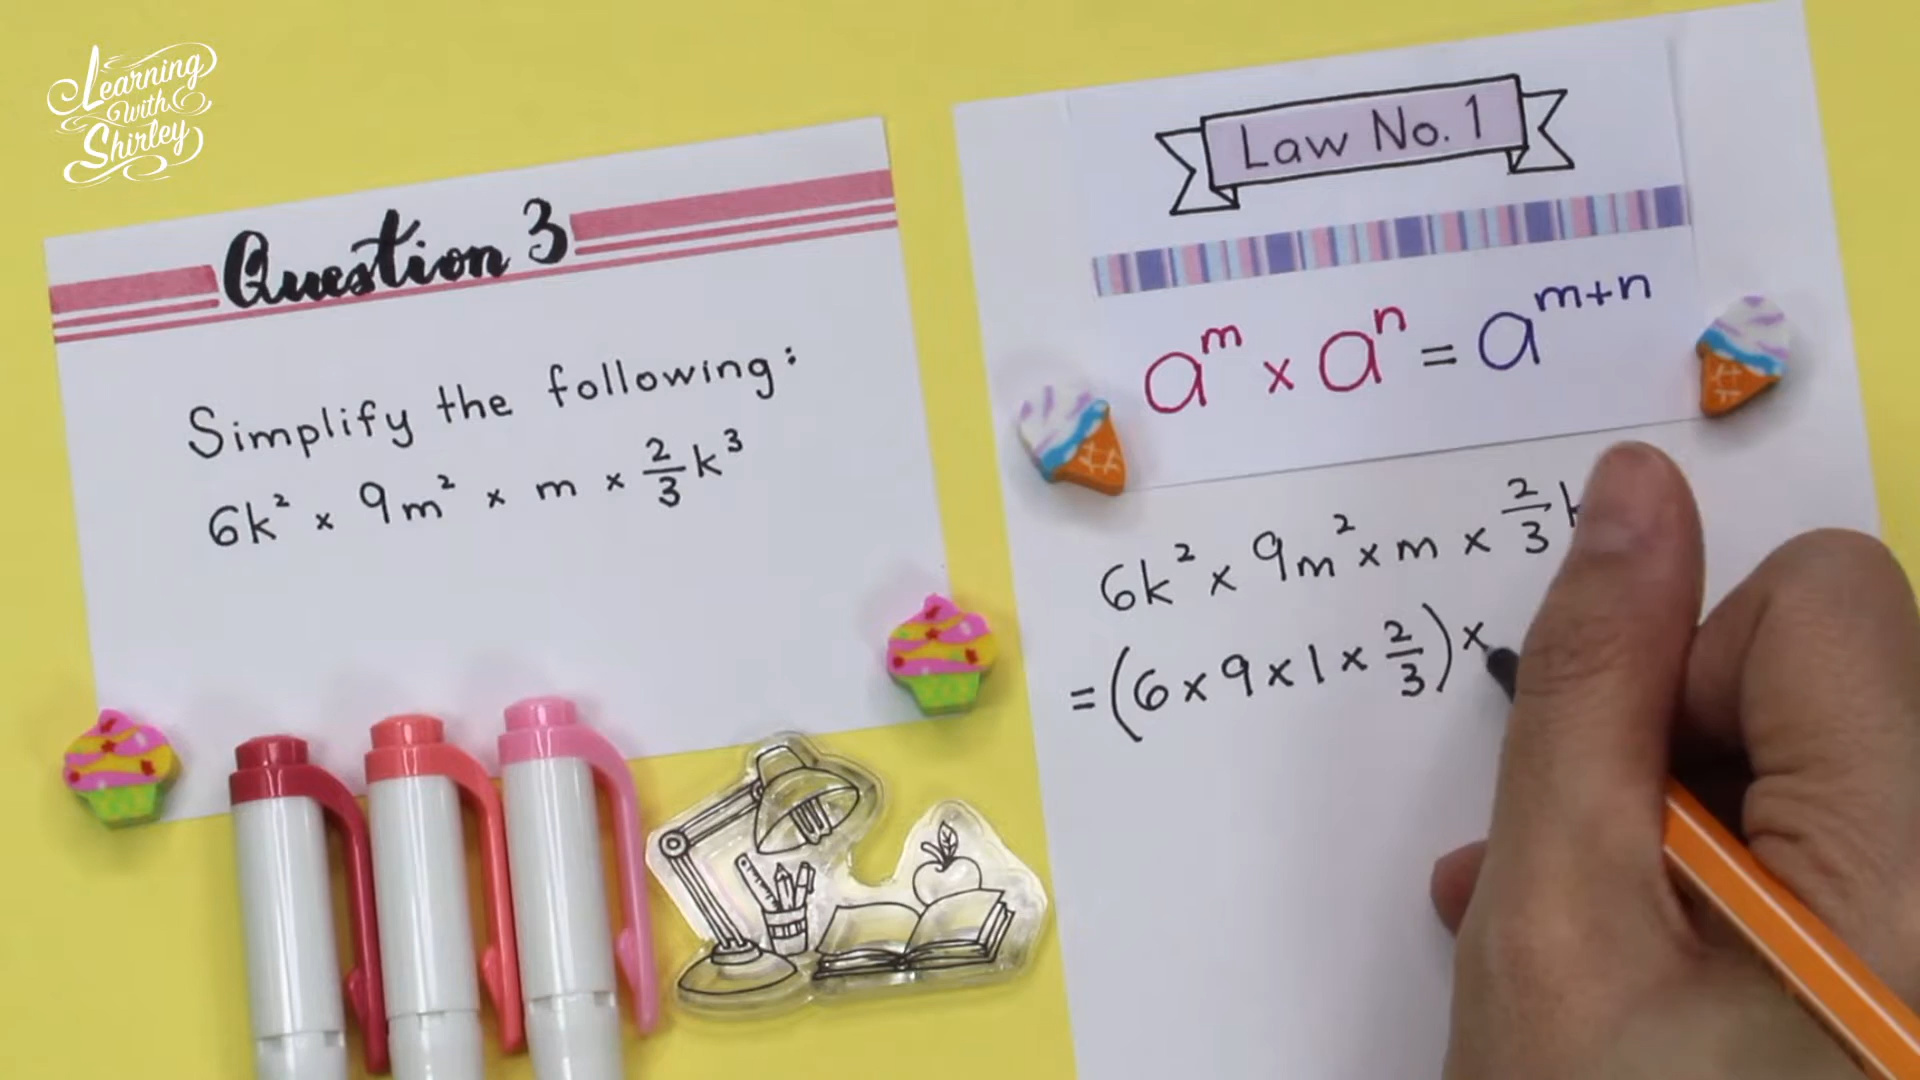 Learning
With
Shirley
Question 3
Simplify the following:
6k² × 9m² × m × 2/3 k³
Law No. 1
aᵐ × aⁿ = aᵐ⁺ⁿ
6k² × 9m² × m × 2/3
= (6 × 9 × 1 × 2/3) ×